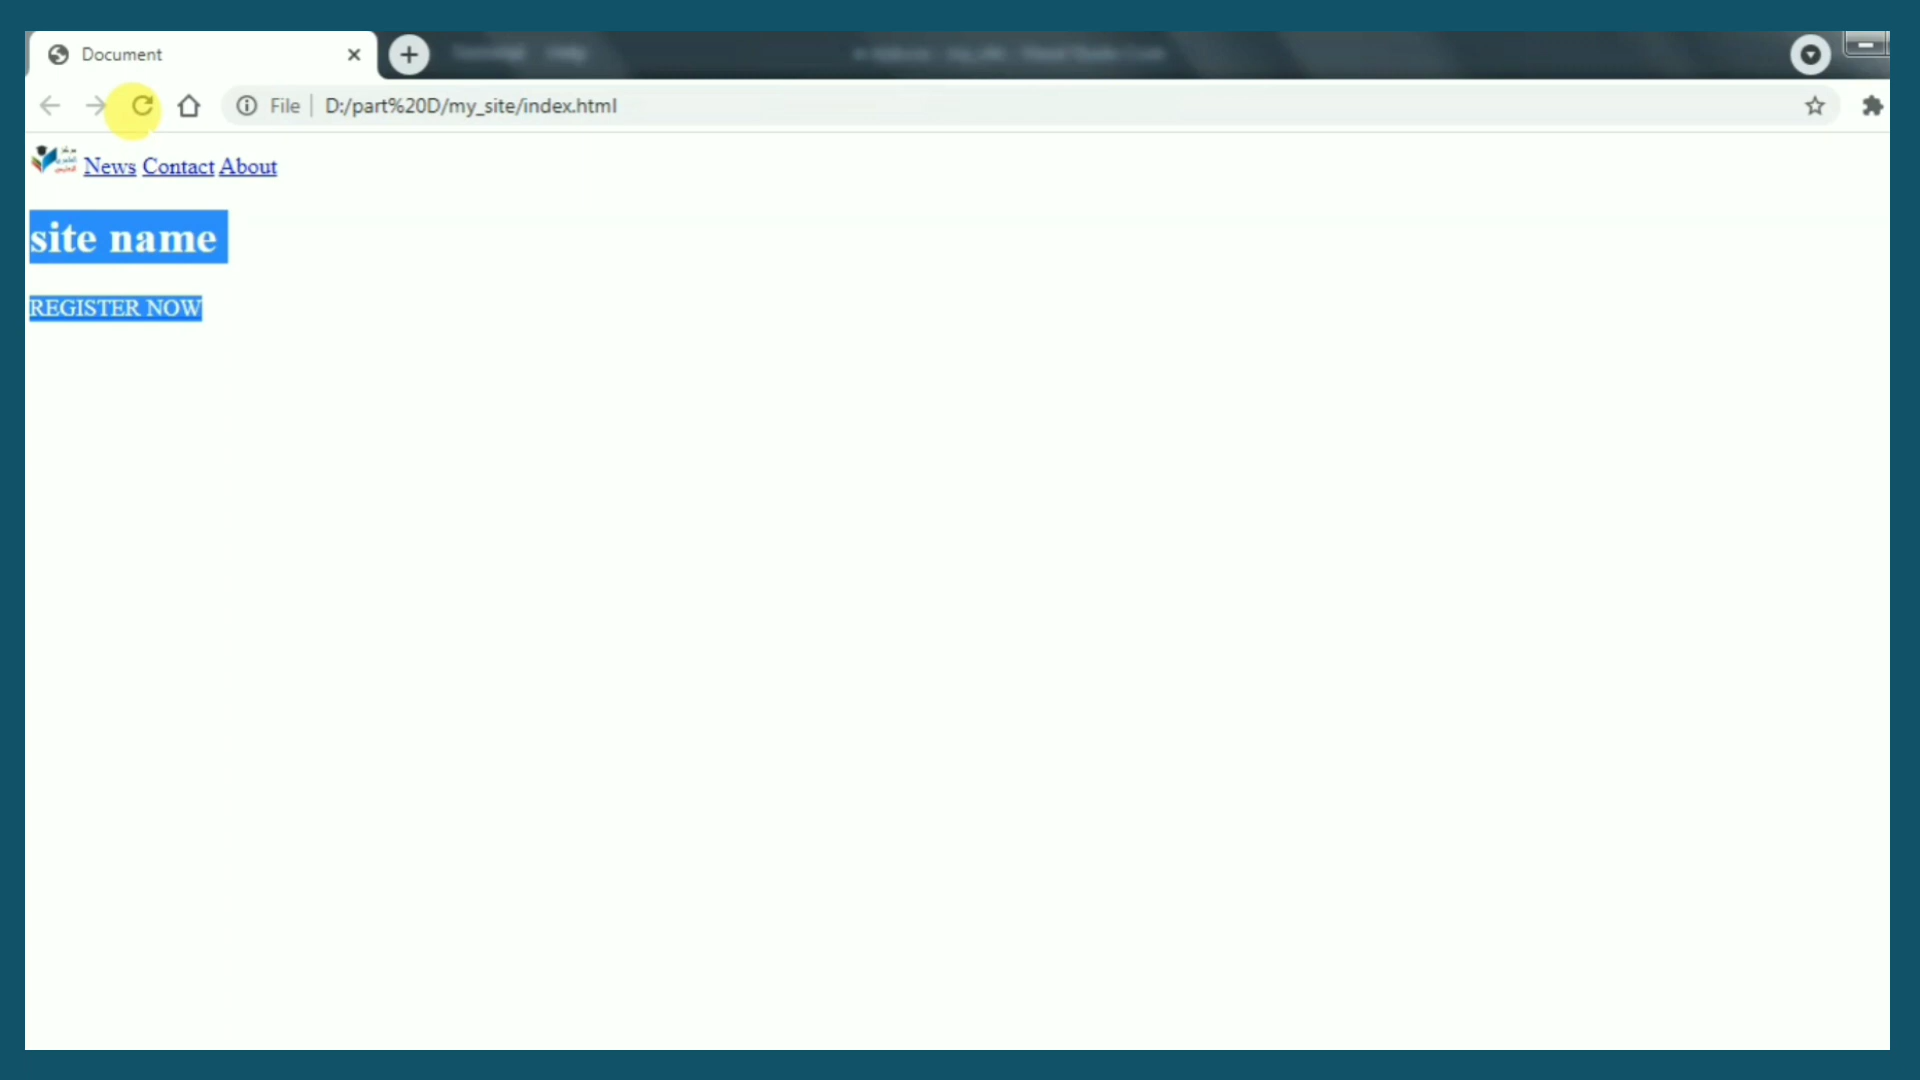 Document
File D:/part%20D/my_site/index.html
News Contact About
site name
REGISTER NOW